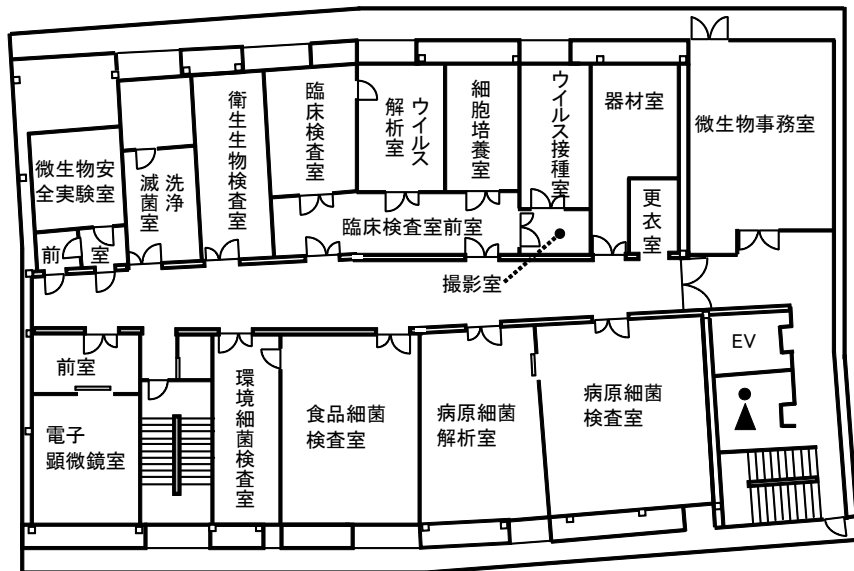 微生物安
全実験室
前
室
洗浄
滅菌室
衛生生物検査室
臨床検査室
ウイルス
解析室
細胞培養室
ウイルス接種室
器材室
更衣室
微生物事務室
臨床検査室前室
撮影室
前室
電子
顕微鏡室
環境細菌検査室
食品細菌
検査室
病原細菌
解析室
病原細菌
検査室
EV